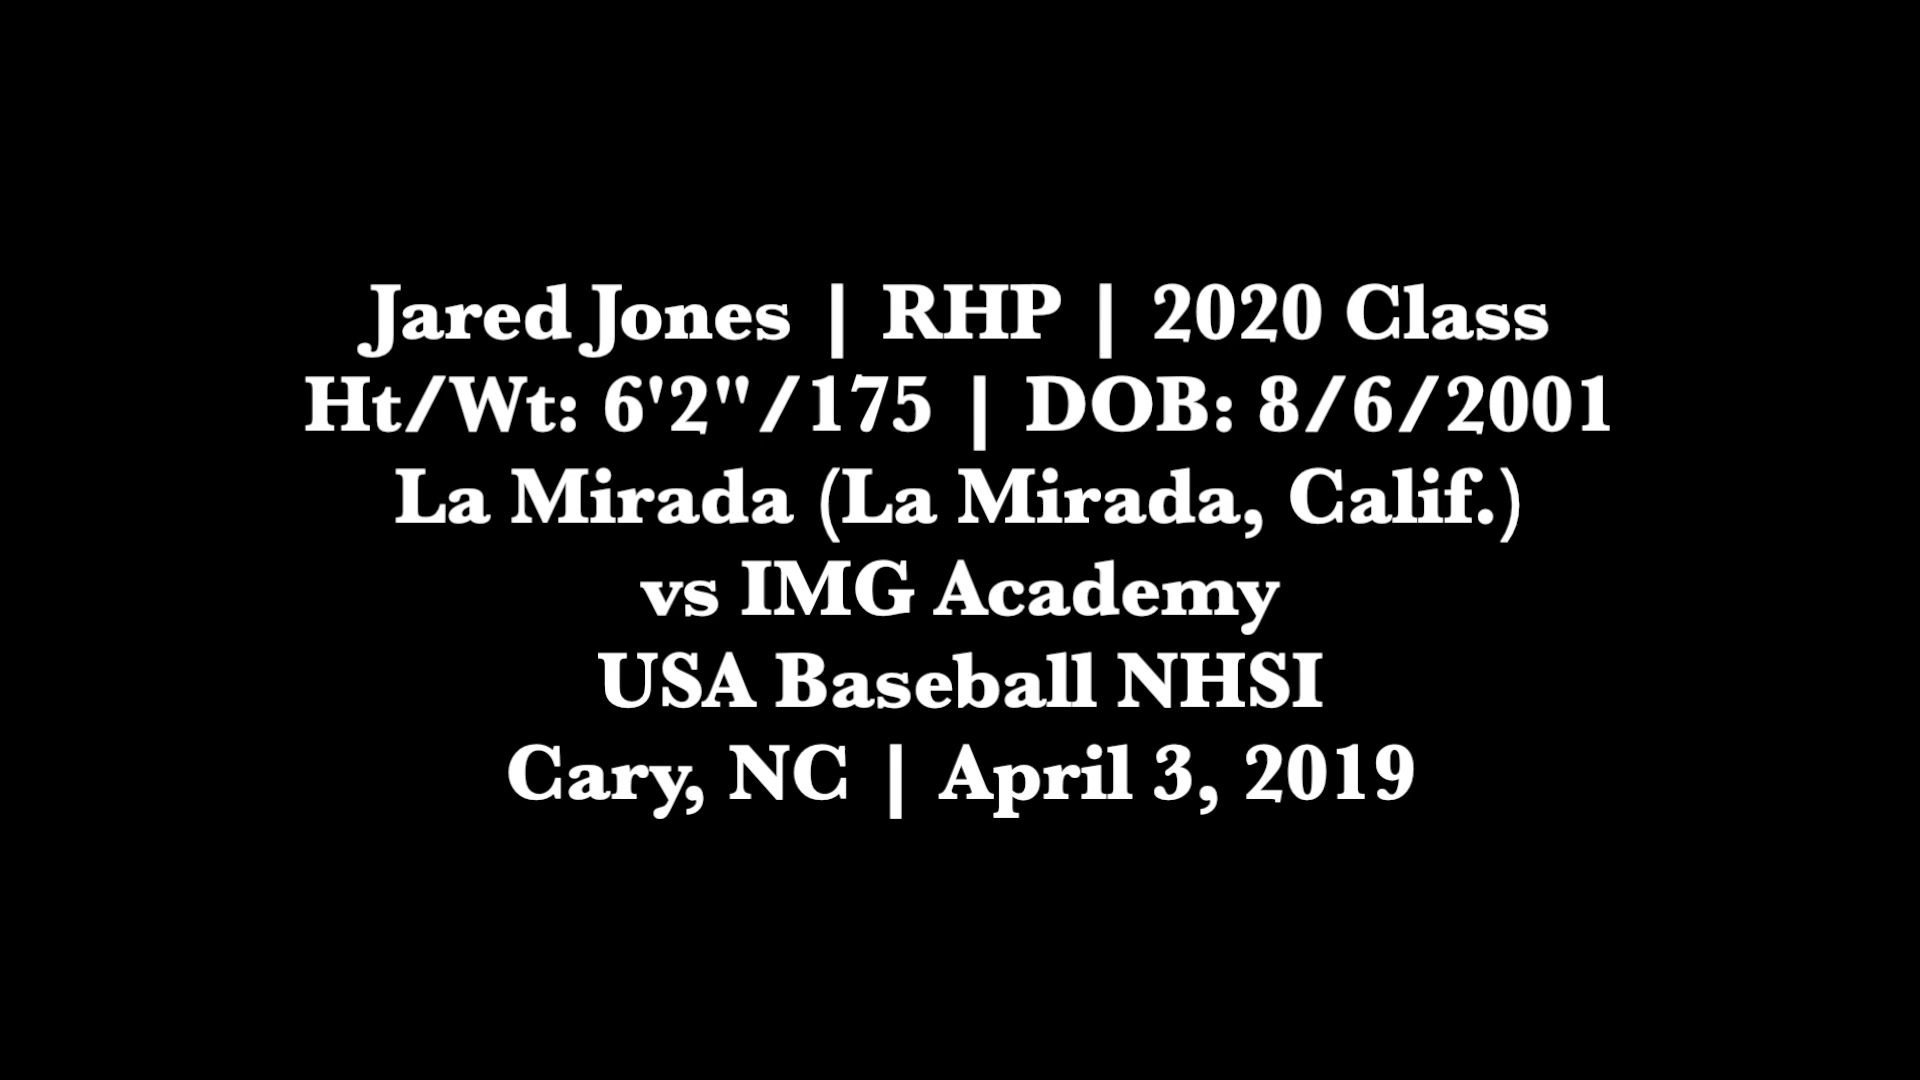 Jared Jones | RHP | 2020 Class
Ht/Wt: 6'2"/175 | DOB: 8/6/2001
La Mirada (La Mirada, Calif.)
vs IMG Academy
USA Baseball NHSI
Cary, NC | April 3, 2019